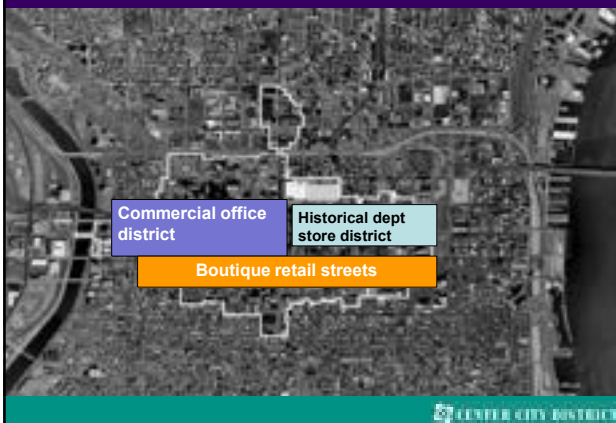 Commercial office
district
Historical dept
store district
Boutique retail streets
CENTER CITY DISTRICT